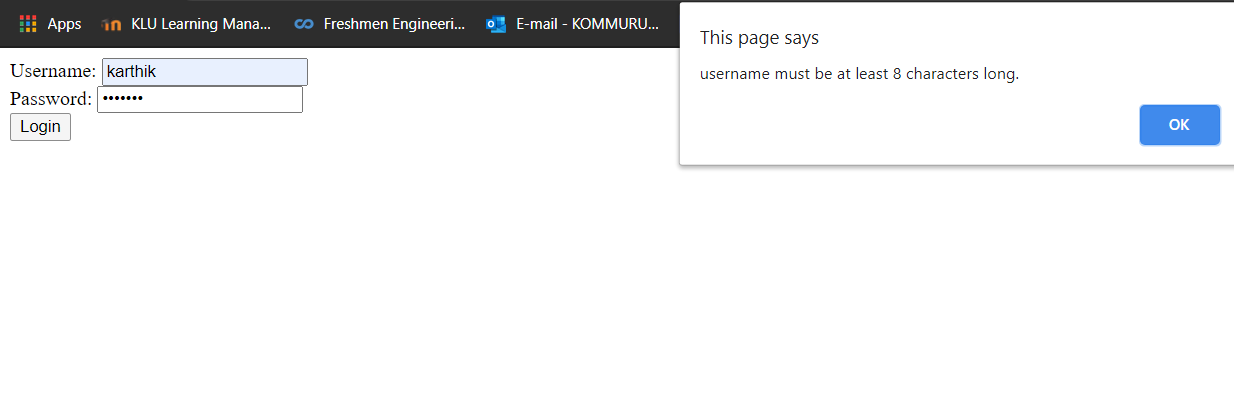 Apps KLU Learning Mana... Freshmen Engineeri... E-mail - KOMMURU...
This page says
username must be at least 8 characters long.
OK
Username: karthik
Password: •••••••
Login